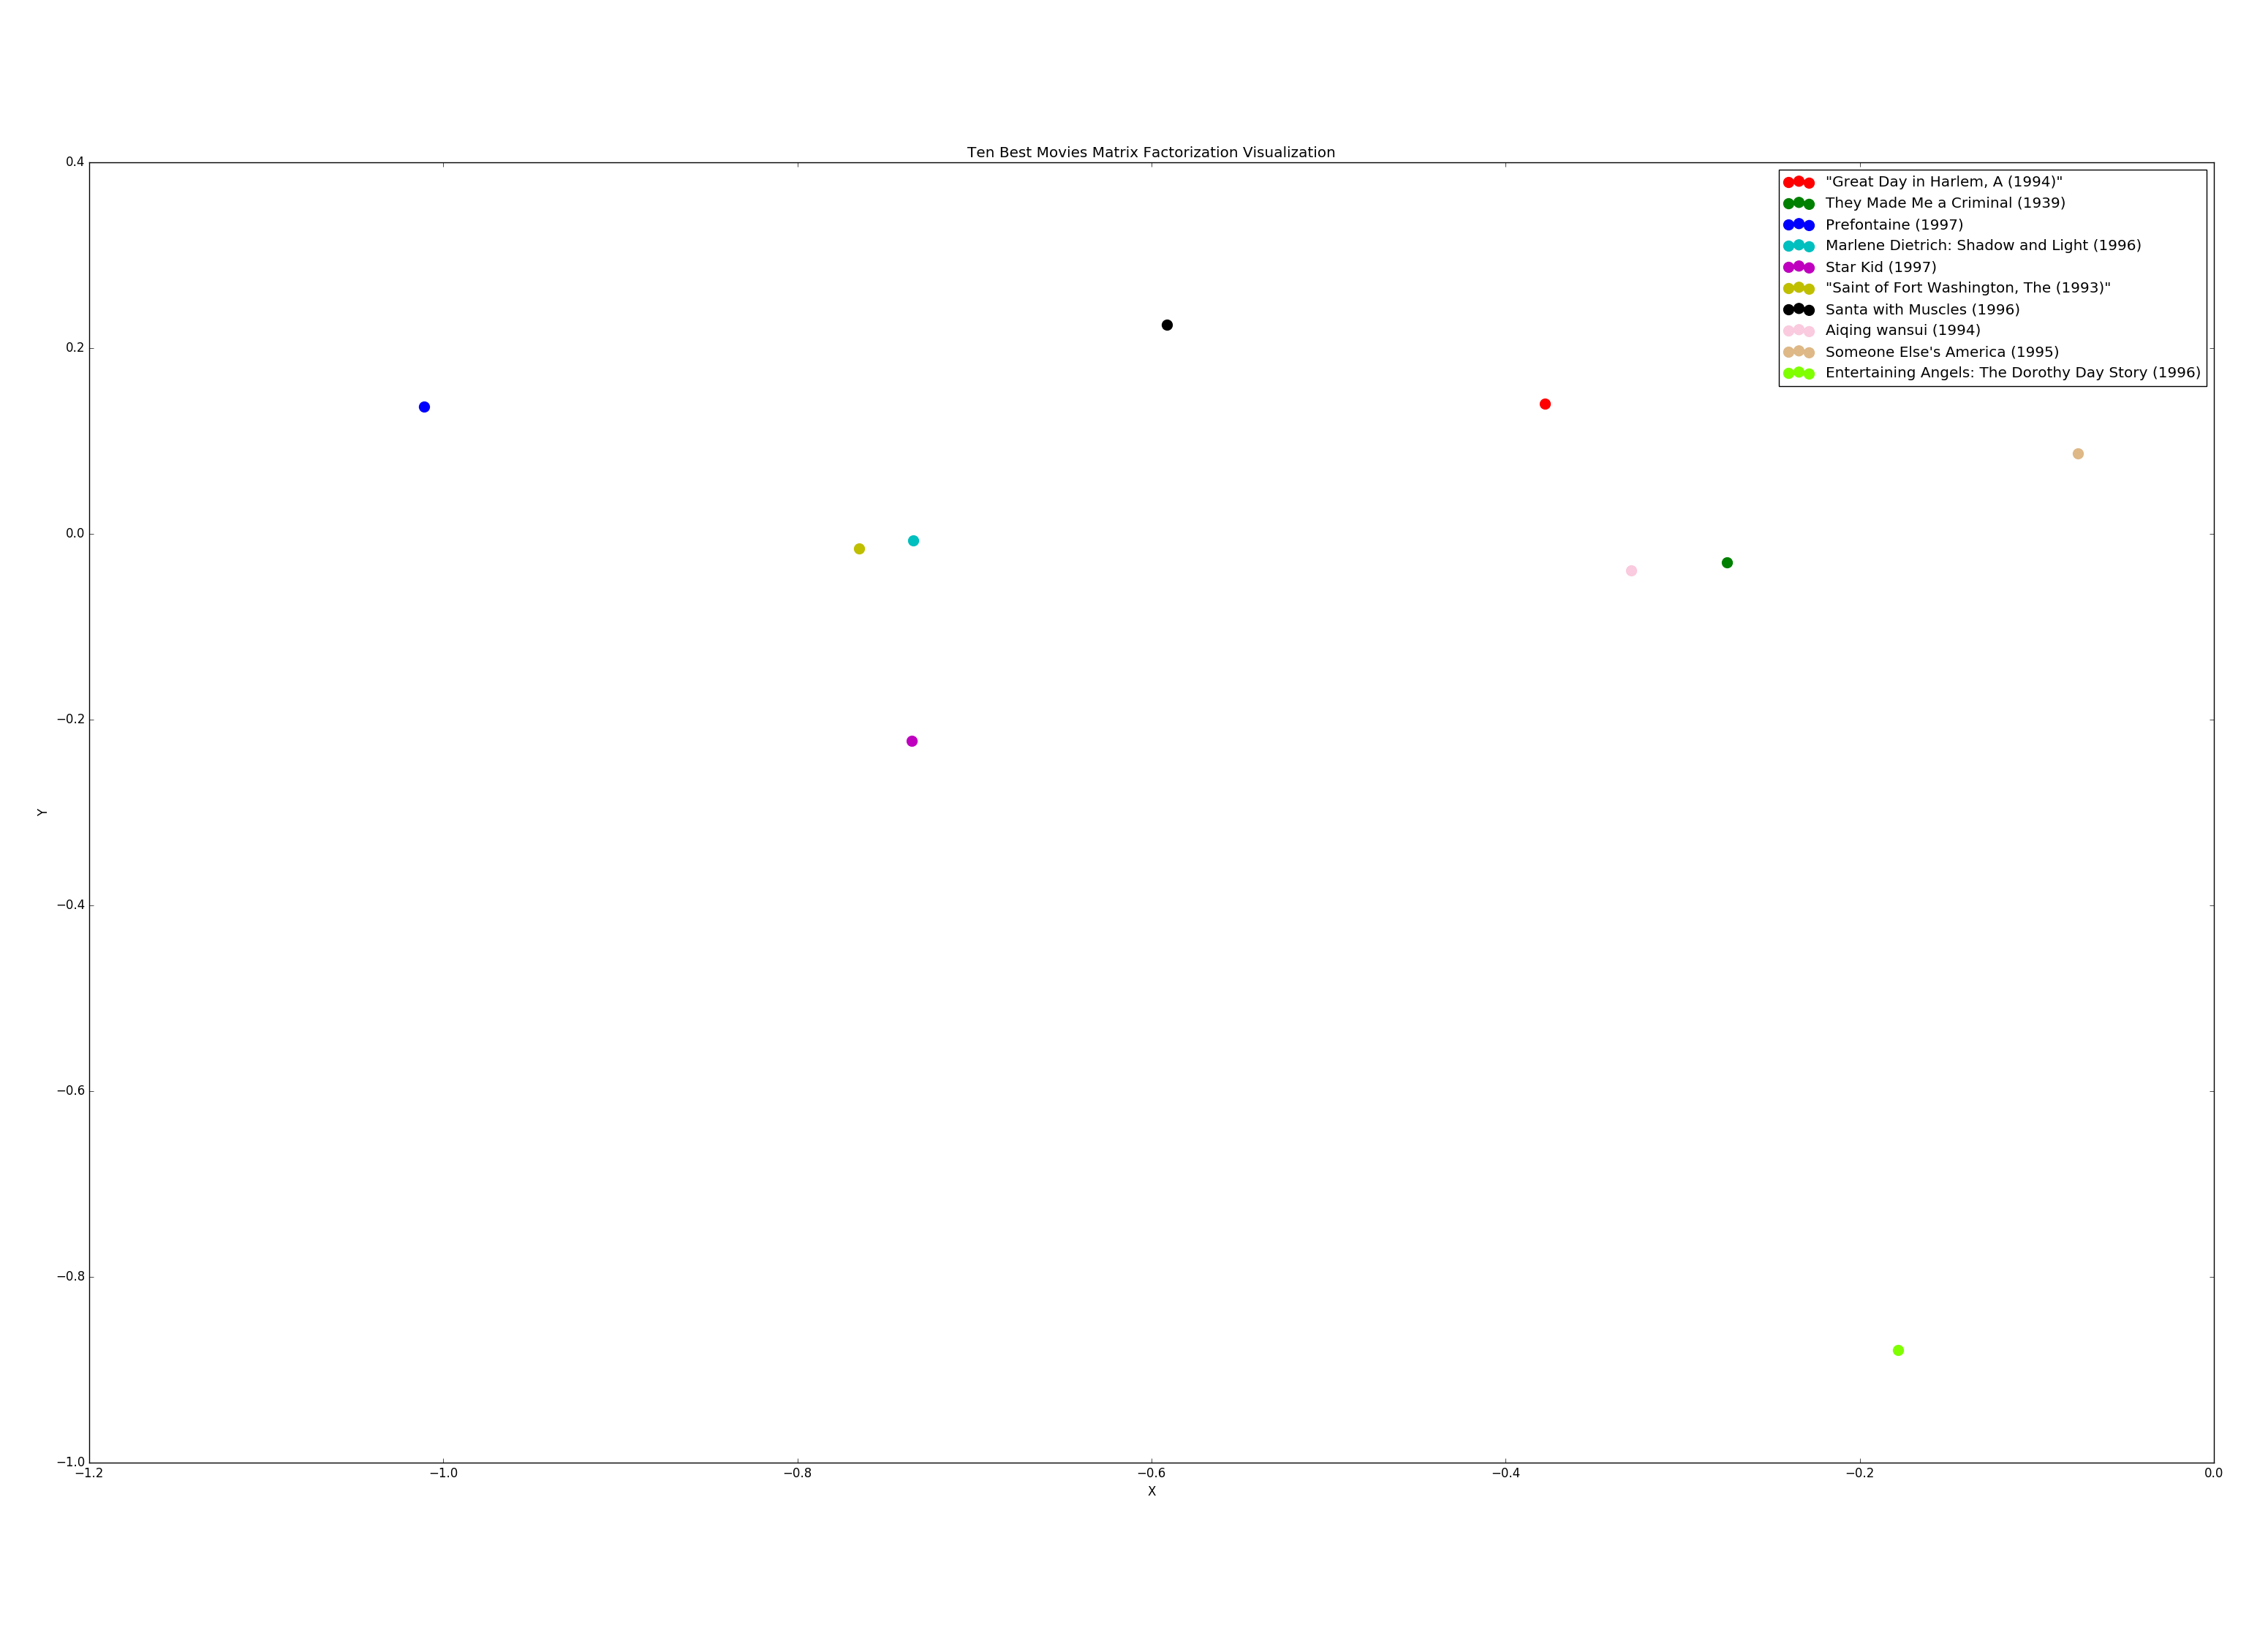 Ten Best Movies Matrix Factorization Visualization
0.4
0.2
0.0
−0.2
−0.4
−0.6
−0.8
−1.0
Y
"Great Day in Harlem, A (1994)"
They Made Me a Criminal (1939)
Prefontaine (1997)
Marlene Dietrich: Shadow and Light (1996)
Star Kid (1997)
"Saint of Fort Washington, The (1993)"
Santa with Muscles (1996)
Aiqing wansui (1994)
Someone Else's America (1995)
Entertaining Angels: The Dorothy Day Story (1996)
−1.2 −1.0 −0.8 −0.6 −0.4 −0.2 0.0
X